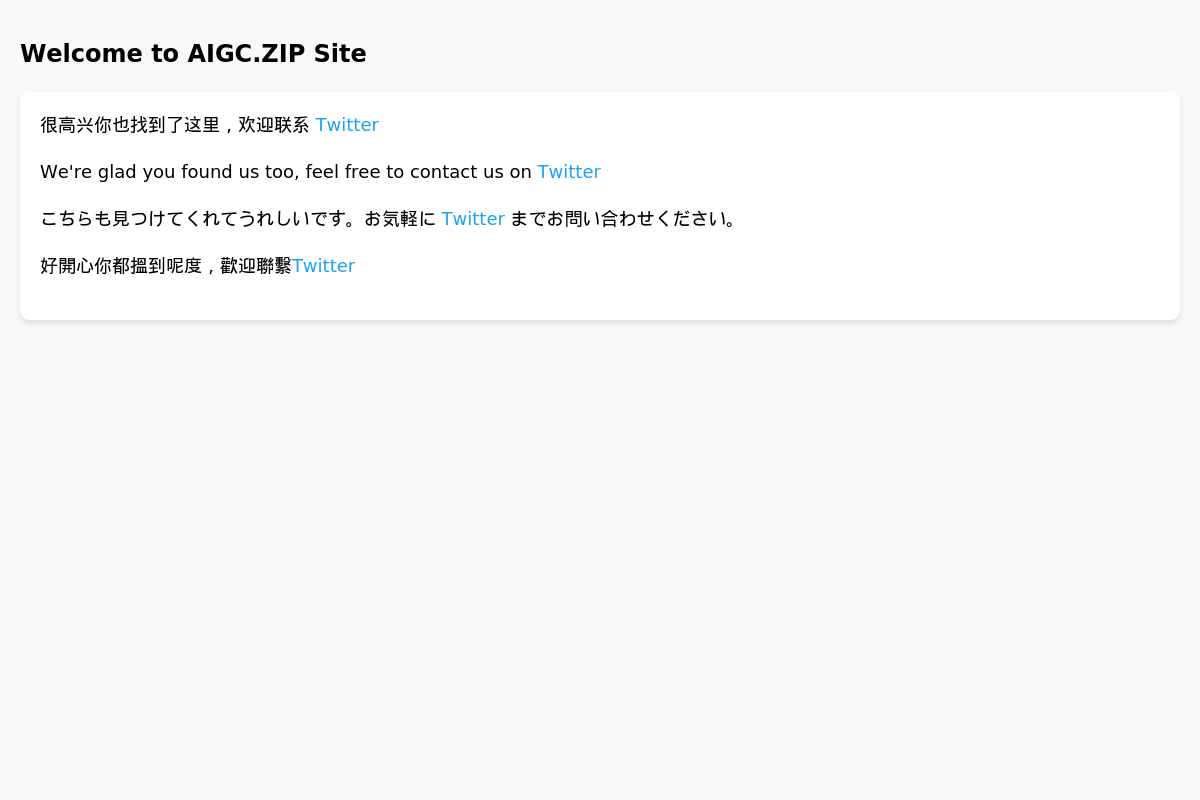 Welcome to AIGC.ZIP Site
很高兴你也找到了这里，欢迎联系 Twitter
We're glad you found us too, feel free to contact us on Twitter
こちらも見つけてくれてうれしいです。お気軽に Twitter までお問い合わせください。
好開心你都搵到呢度，歡迎聯繫Twitter